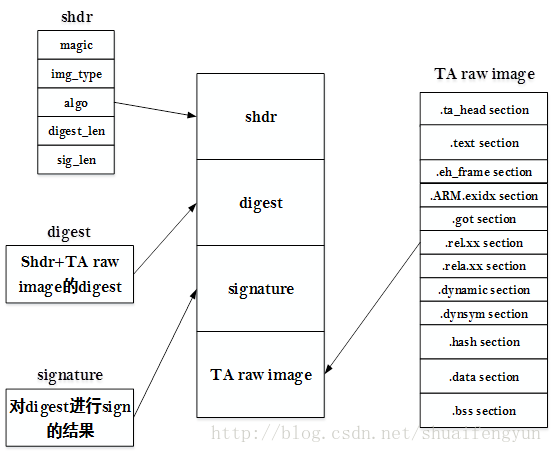 shdr
magic
img_type
algo
digest_len
sig_len
digest
Shdr+TA raw
image的digest
signature
对digest进行sign
的结果
shdr
digest
signature
TA raw image
TA raw image
.ta_head section
.text section
.eh_frame section
.ARM.exidx section
.got section
.rel.xx section
.rela.xx section
.dynamic section
.dynsym section
.hash section
.data section
.bss section
http://blog.csdn.net/shuaifengyun